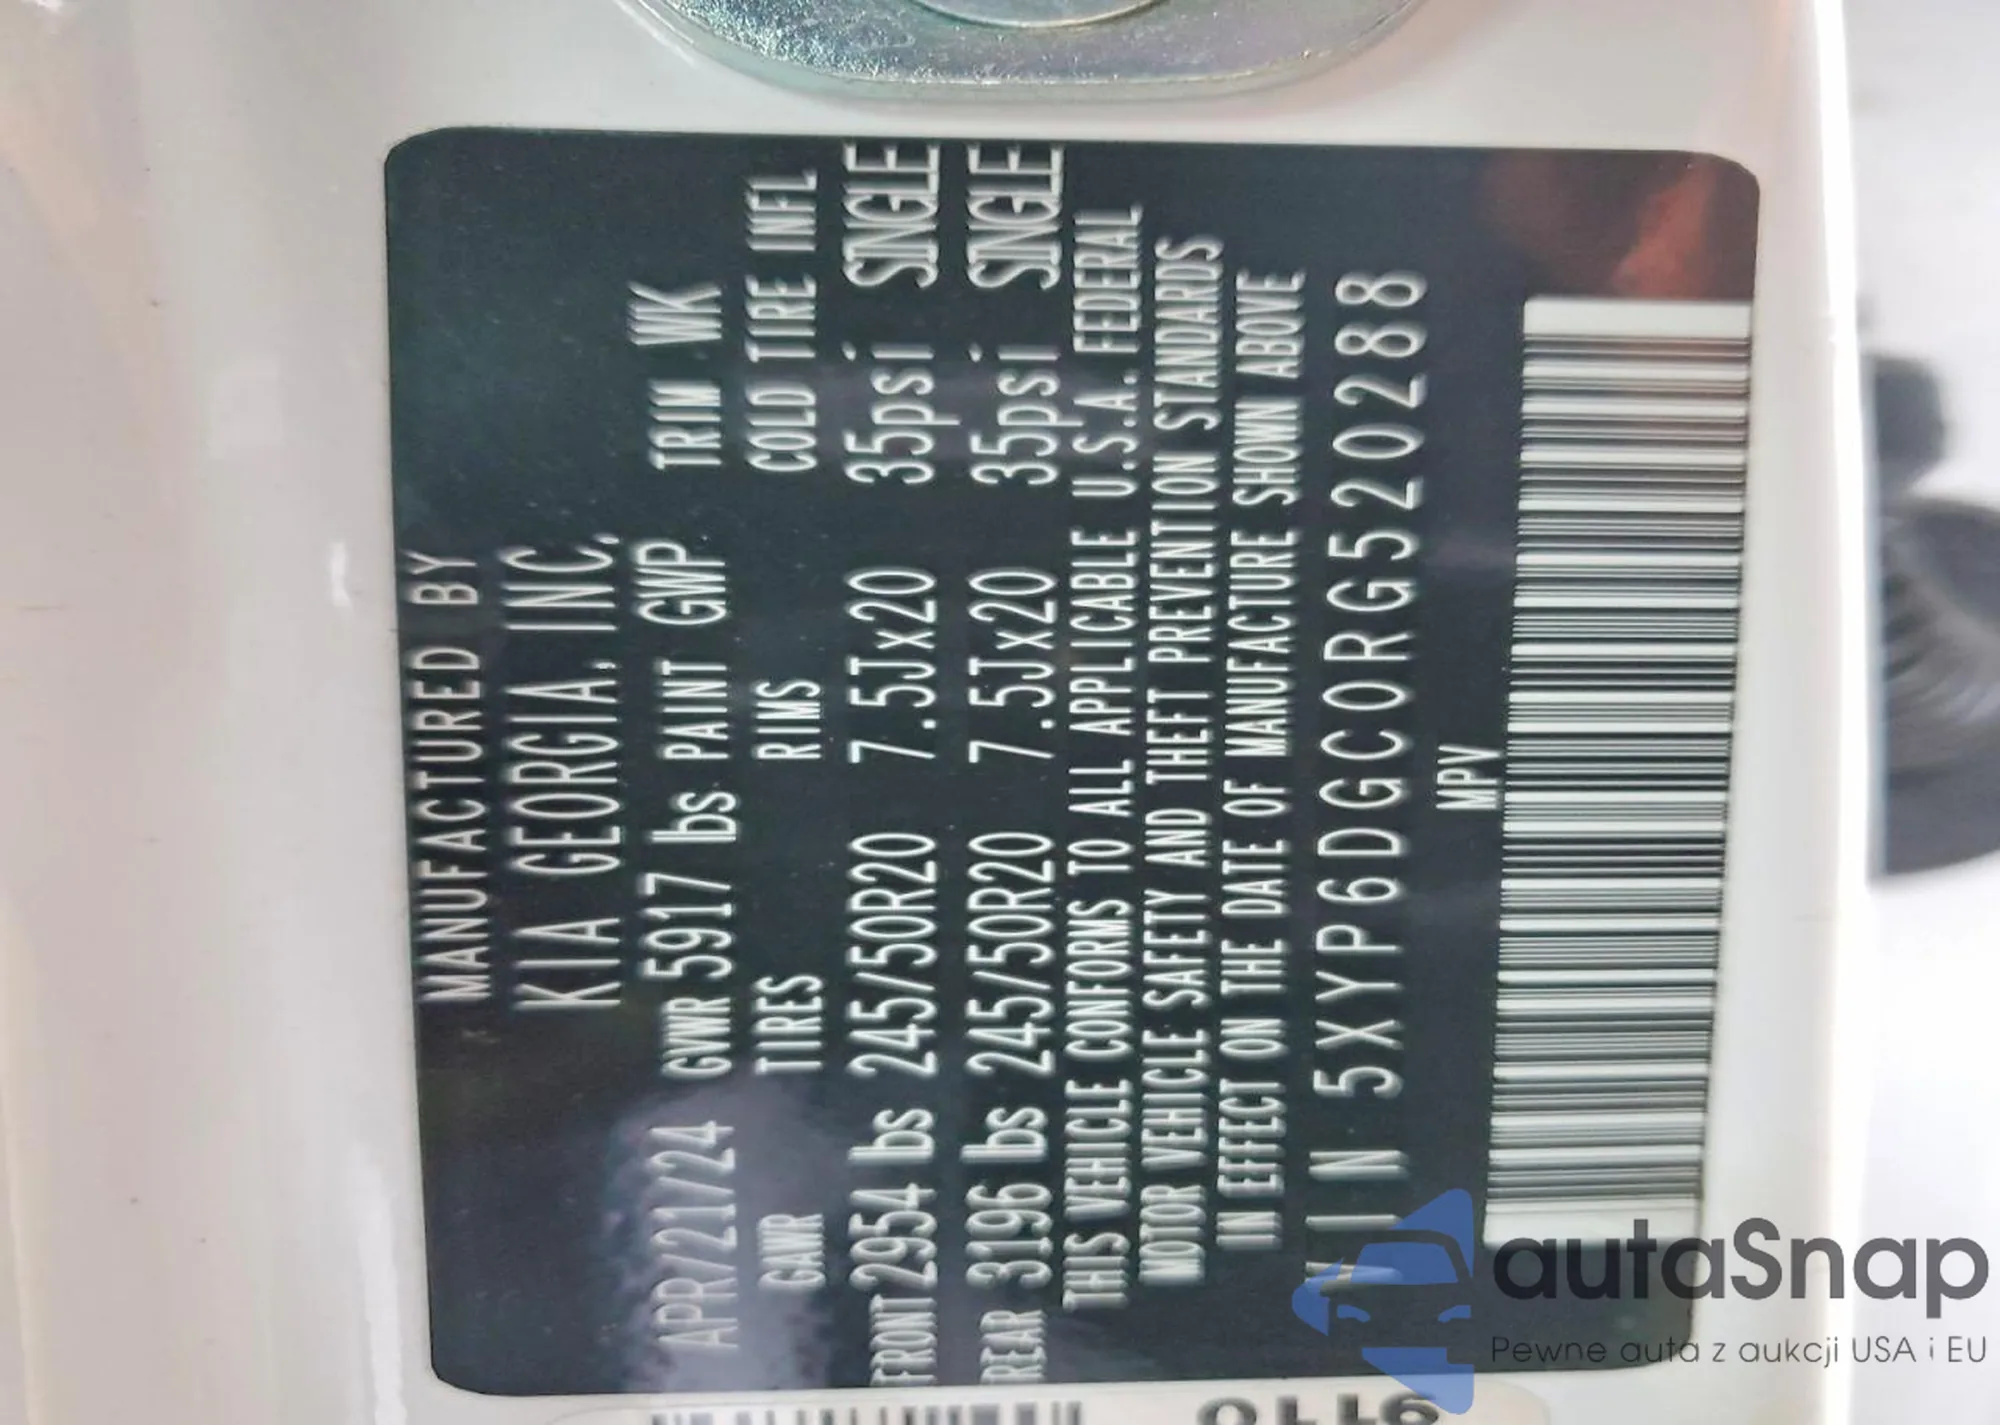 MANUFACTURED BY
KIA GEORGIA, INC.
APR/21/24 GVWR 5917 lbs PAINT GWP TRIM WK
GAWR TIRES RIMS COLD TIRE INFL
FRONT 2954 lbs 245/50R20 7.5Jx20 35psi SINGLE
REAR 3196 lbs 245/50R20 7.5Jx20 35psi SINGLE
THIS VEHICLE CONFORMS TO ALL APPLICABLE U.S.A. FEDERAL
MOTOR VEHICLE SAFETY AND THEFT PREVENTION STANDARDS
IN EFFECT ON THE DATE OF MANUFACTURE SHOWN ABOVE
VIN 5XYP6DGC0RG520288
MPV
autaSnap
Pewne auta z aukcji USA i EU